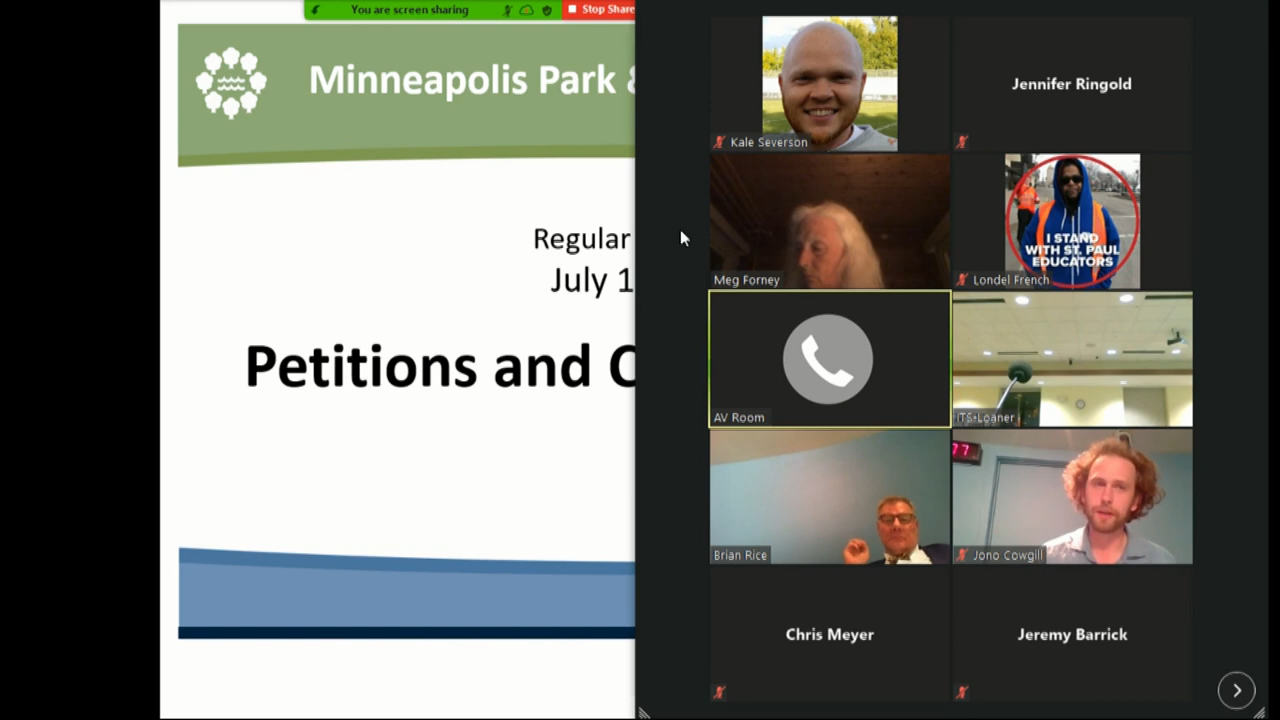 You are screen sharing
Stop Share
Minneapolis Park &
Regular
July 1
Petitions and C
Kale Severson
Jennifer Ringold
Meg Forney
I STAND
WITH ST. PAUL
EDUCATORS
Londel French
AV Room
ITS-Loaner
Brian Rice
77
Jono Cowgill
Chris Meyer
Jeremy Barrick